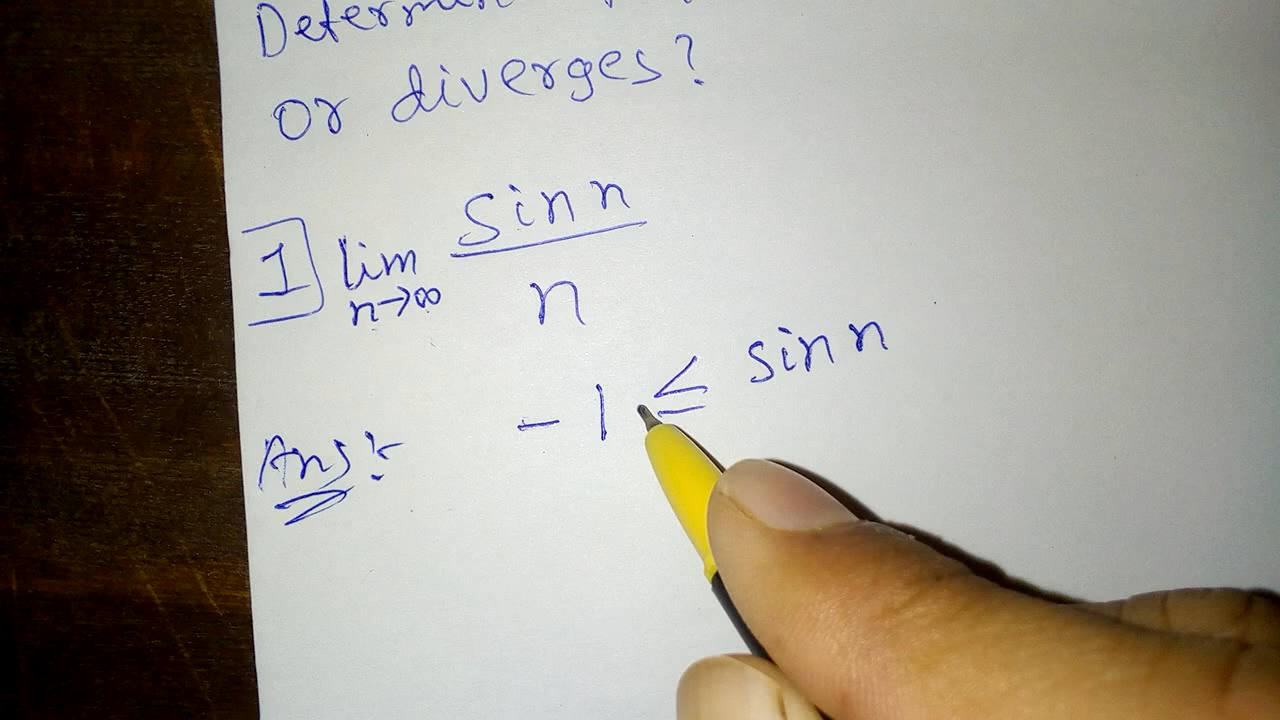 or diverges?
1 lim n→∞ sin n / n
-1 ≤ sin n
Ans:-